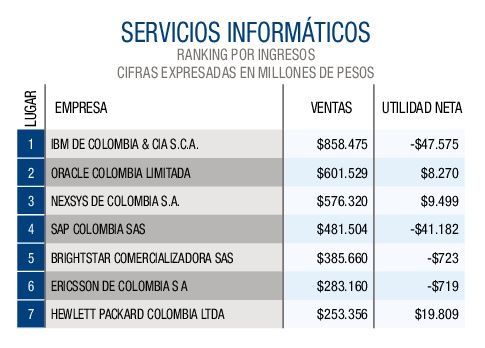 SERVICIOS INFORMÁTICOS
RANKING POR INGRESOS
CIFRAS EXPRESADAS EN MILLONES DE PESOS
LUGAR EMPRESA VENTAS UTILIDAD NETA
1 IBM DE COLOMBIA & CIA S.C.A. $858.475 -$47.575
2 ORACLE COLOMBIA LIMITADA $601.529 $8.270
3 NEXSYS DE COLOMBIA S.A. $576.320 $9.499
4 SAP COLOMBIA SAS $481.504 -$41.182
5 BRIGHTSTAR COMERCIALIZADORA SAS $385.660 -$723
6 ERICSSON DE COLOMBIA S A $283.160 -$719
7 HEWLETT PACKARD COLOMBIA LTDA $253.356 $19.809